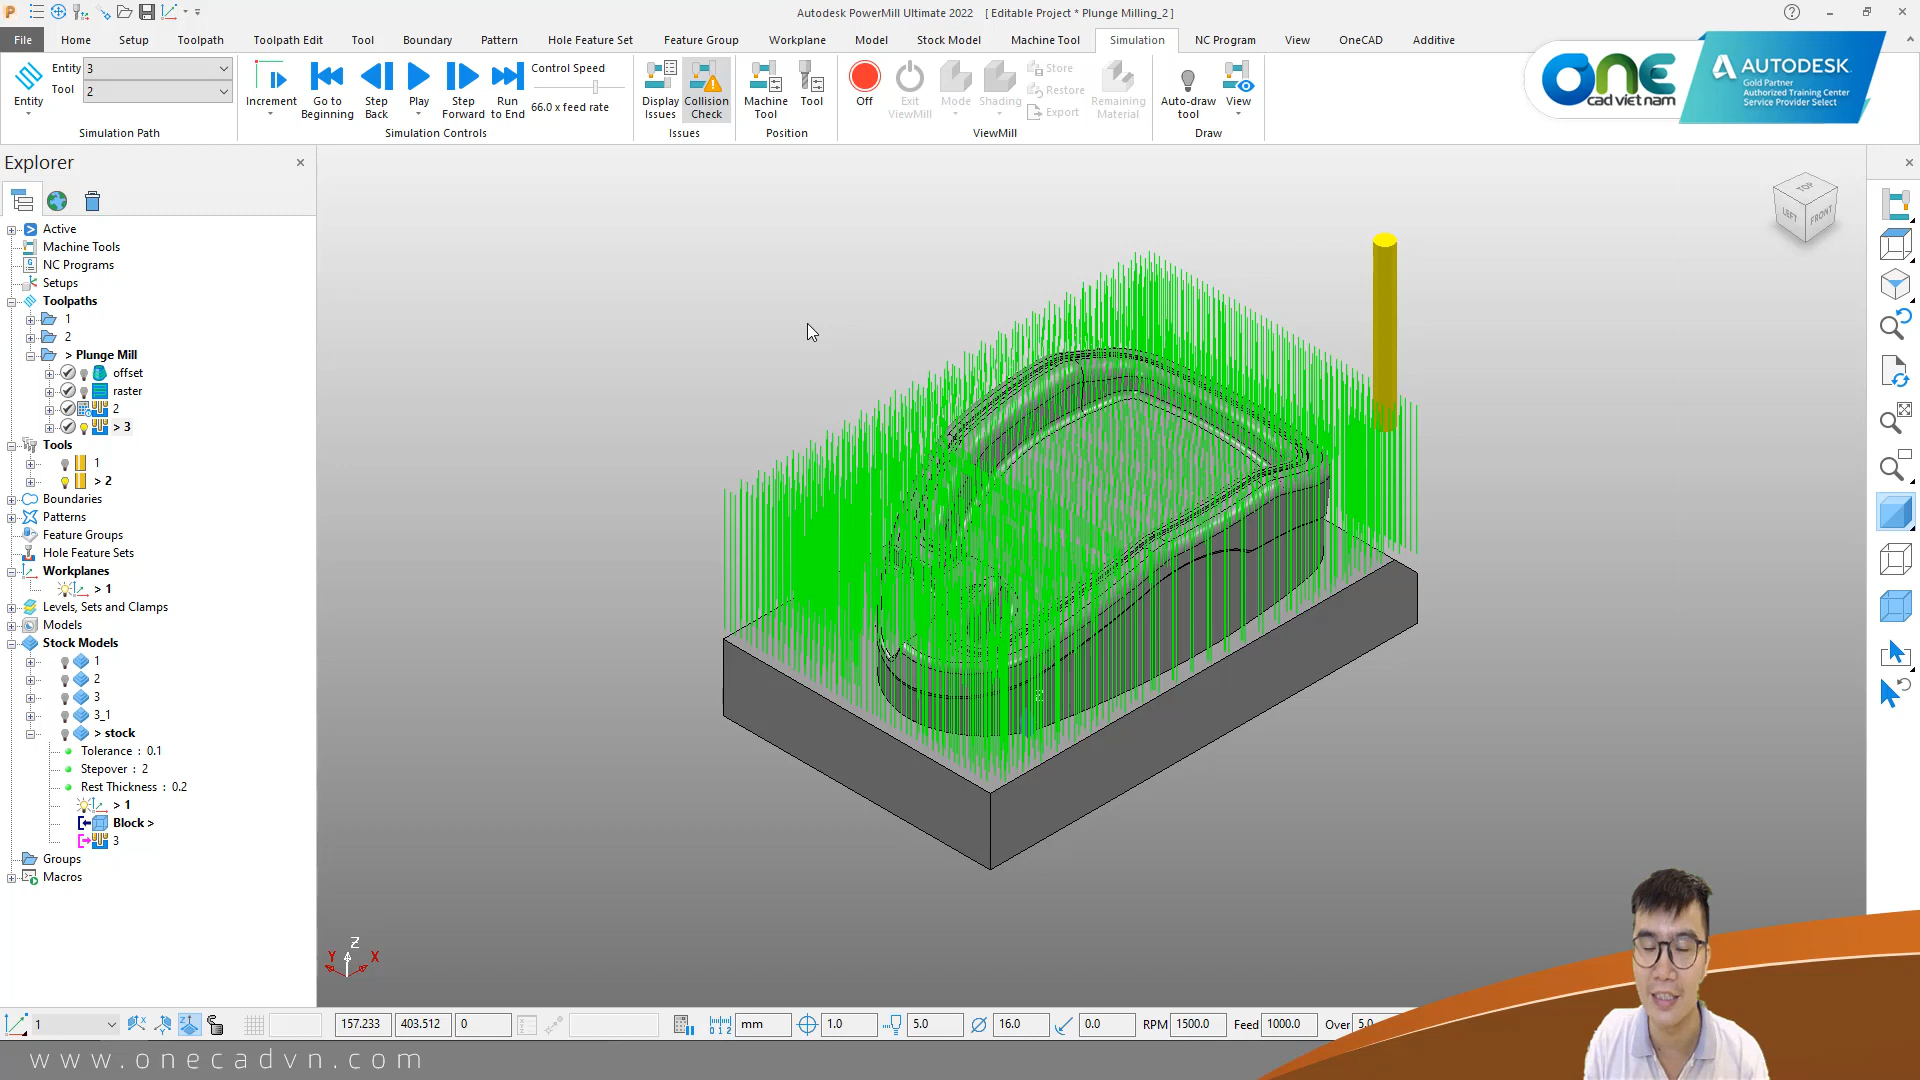 Autodesk PowerMill Ultimate 2022 [ Editable Project * Plunge Milling_2 ]
File Home Setup Toolpath Toolpath Edit Tool Boundary Pattern Hole Feature Set Feature Group Workplane Model Stock Model Machine Tool Simulation NC Program View OneCAD Additive
Entity 3
Tool 2
Entity
Simulation Path
Increment
Go to Beginning
Step Back
Play
Step Forward
Run to End
Control Speed
66.0 x feed rate
Simulation Controls
Display Issues
Collision Check
Issues
Machine Tool
Tool
Position
Off
Exit ViewMill
Mode
Shading
Store
Restore
Export
Remaining Material
ViewMill
Auto-draw tool
View
Draw
ONE
cad viet nam
AUTODESK
Gold Partner
Authorized Training Center
Service Provider Select
Explorer
Active
Machine Tools
NC Programs
Setups
Toolpaths
1
2
> Plunge Mill
offset
raster
2
> 3
Tools
1
> 2
Boundaries
Patterns
Feature Groups
Hole Feature Sets
Workplanes
> 1
Levels, Sets and Clamps
Models
Stock Models
1
2
3
3_1
> stock
Tolerance : 0.1
Stepover : 2
Rest Thickness : 0.2
> 1
Block >
3
Groups
Macros
TOP
LEFT
FRONT
Z
Y
X
1 157.233 403.512 0 mm 1.0 5.0 16.0 0.0 RPM 1500.0 Feed 1000.0 Over 5.0
www.onecadvn.com